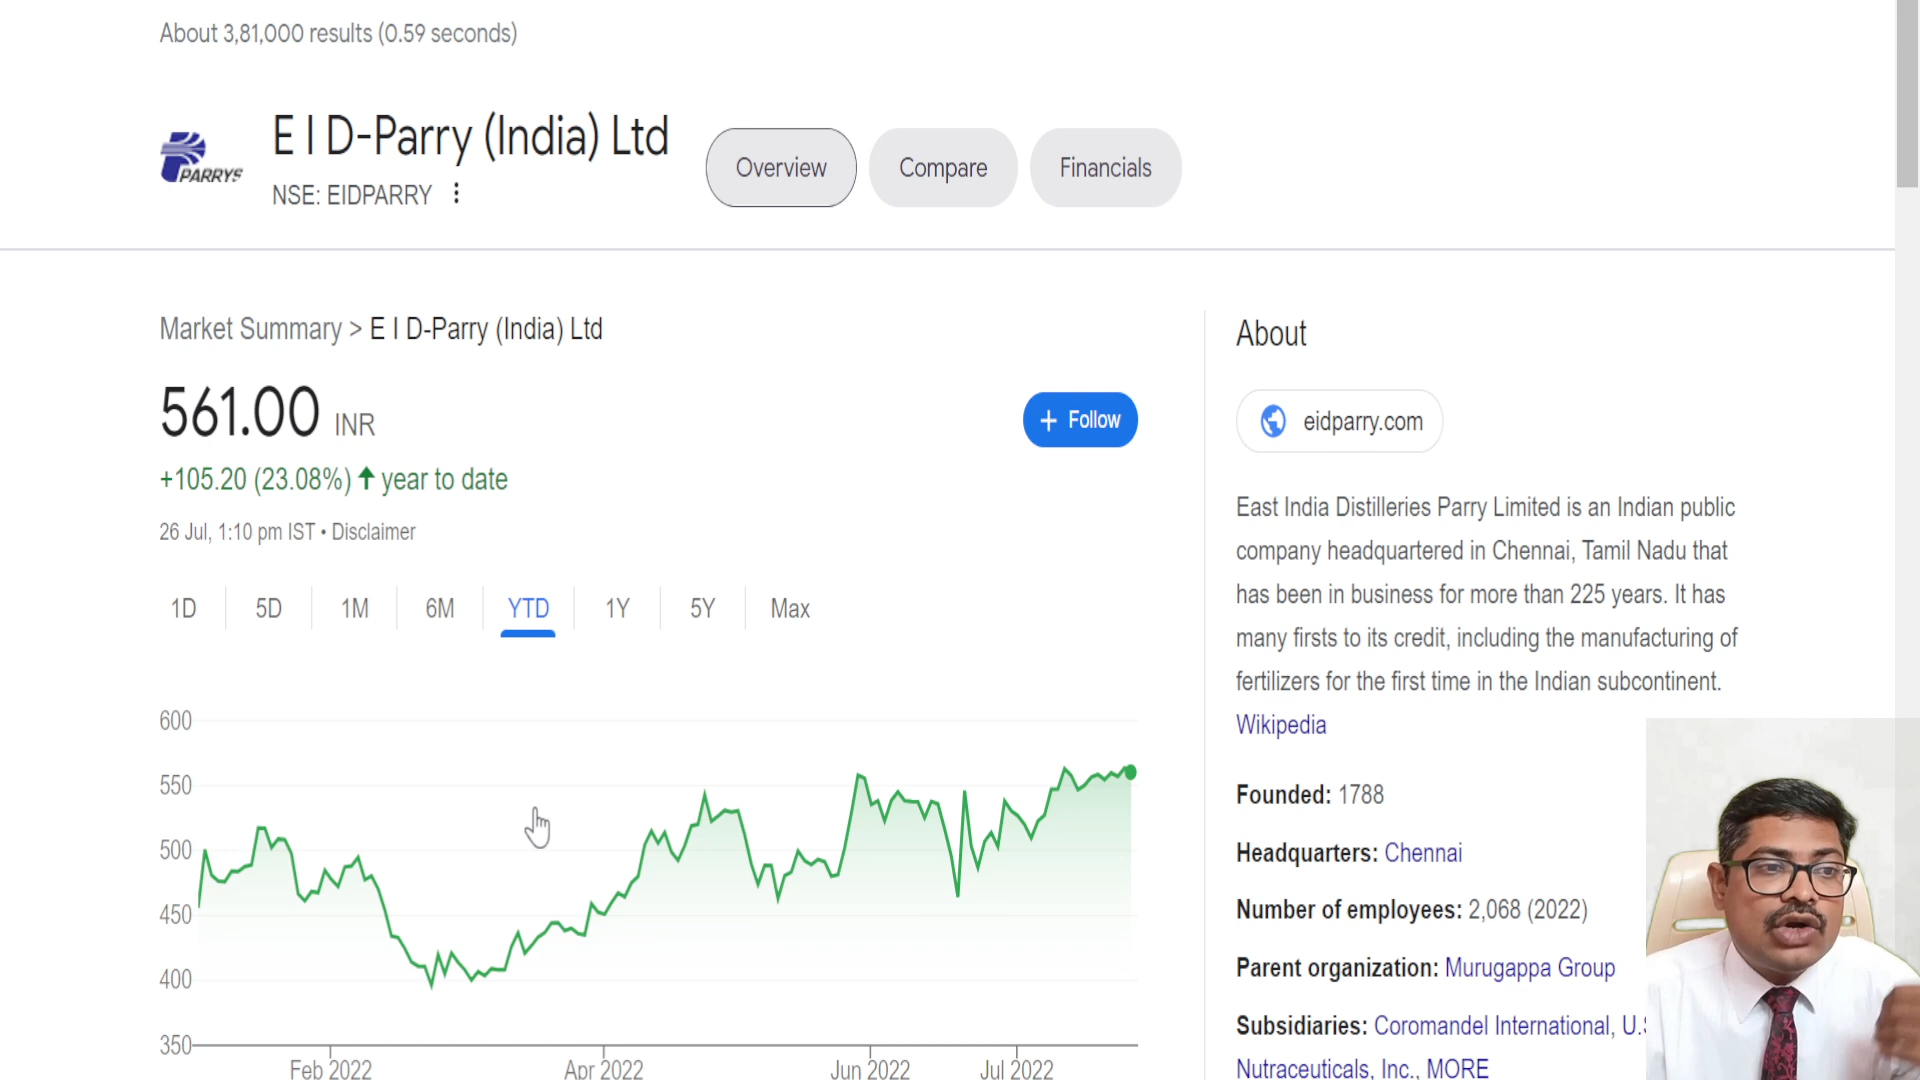 About 3,81,000 results (0.59 seconds)
PARRYS
E I D-Parry (India) Ltd
NSE: EIDPARRY
Overview
Compare
Financials
Market Summary > E I D-Parry (India) Ltd
561.00 INR
+ Follow
+105.20 (23.08%) year to date
26 Jul, 1:10 pm IST • Disclaimer
1D
5D
1M
6M
YTD
1Y
5Y
Max
600
550
500
450
400
350
Feb 2022
Apr 2022
Jun 2022
Jul 2022
About
eidparry.com
East India Distilleries Parry Limited is an Indian public
company headquartered in Chennai, Tamil Nadu that
has been in business for more than 225 years. It has
many firsts to its credit, including the manufacturing of
fertilizers for the first time in the Indian subcontinent.
Wikipedia
Founded: 1788
Headquarters: Chennai
Number of employees: 2,068 (2022)
Parent organization: Murugappa Group
Subsidiaries: Coromandel International, U.S
Nutraceuticals, Inc., MORE